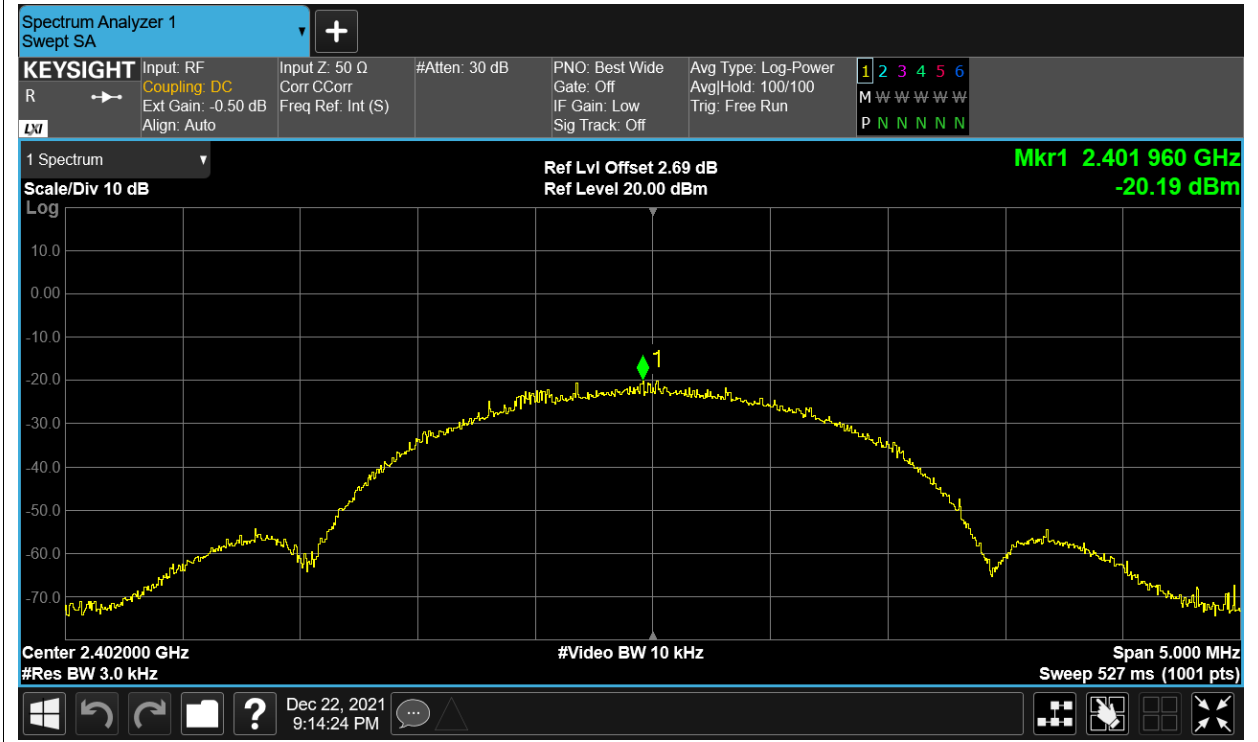 Spectrum Analyzer 1
Swept SA
KEYSIGHT
R
LXI
Input: RF
Coupling: DC
Ext Gain: -0.50 dB
Align: Auto
Input Z: 50 Ω
Corr CCorr
Freq Ref: Int (S)
#Atten: 30 dB
PNO: Best Wide
Gate: Off
IF Gain: Low
Sig Track: Off
Avg Type: Log-Power
Avg|Hold: 100/100
Trig: Free Run
1 2 3 4 5 6
M W W W W W
P N N N N N
1 Spectrum
Scale/Div 10 dB
Log
Ref Lvl Offset 2.69 dB
Ref Level 20.00 dBm
Mkr1 2.401 960 GHz
-20.19 dBm
10.0
0.00
-10.0
1
-20.0
-30.0
-40.0
-50.0
-60.0
-70.0
Center 2.402000 GHz
#Res BW 3.0 kHz
#Video BW 10 kHz
Span 5.000 MHz
Sweep 527 ms (1001 pts)
?
Dec 22, 2021
9:14:24 PM